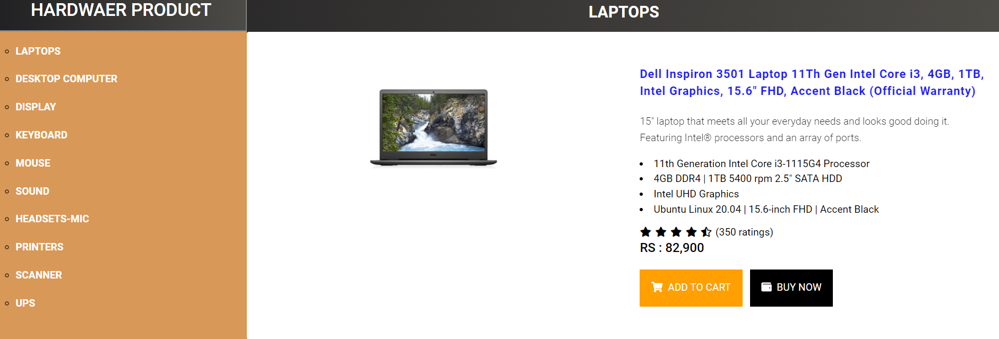 HARDWAER PRODUCT
LAPTOPS
DESKTOP COMPUTER
DISPLAY
KEYBOARD
MOUSE
SOUND
HEADSETS-MIC
PRINTERS
SCANNER
UPS
LAPTOPS
DELL
Dell Inspiron 3501 Laptop 11Th Gen Intel Core i3, 4GB, 1TB,
Intel Graphics, 15.6" FHD, Accent Black (Official Warranty)
15" laptop that meets all your everyday needs and looks good doing it.
Featuring Intel® processors and an array of ports.
11th Generation Intel Core i3-1115G4 Processor
4GB DDR4 | 1TB 5400 rpm 2.5" SATA HDD
Intel UHD Graphics
Ubuntu Linux 20.04 | 15.6-inch FHD | Accent Black
(350 ratings)
RS : 82,900
ADD TO CART
BUY NOW